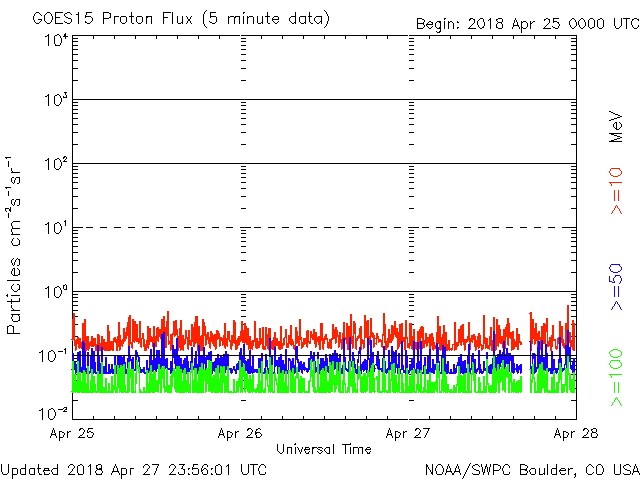 GOES15 Proton Flux (5 minute data)
Begin: 2018 Apr 25 0000 UTC
10⁴
10³
10²
10¹
10⁰
10⁻¹
10⁻²
Particles cm⁻²s⁻¹sr⁻¹
MeV
>=10
>=50
>=100
Apr 25
Apr 26
Apr 27
Apr 28
Universal Time
Updated 2018 Apr 27 23:56:01 UTC
NOAA/SWPC Boulder, CO USA